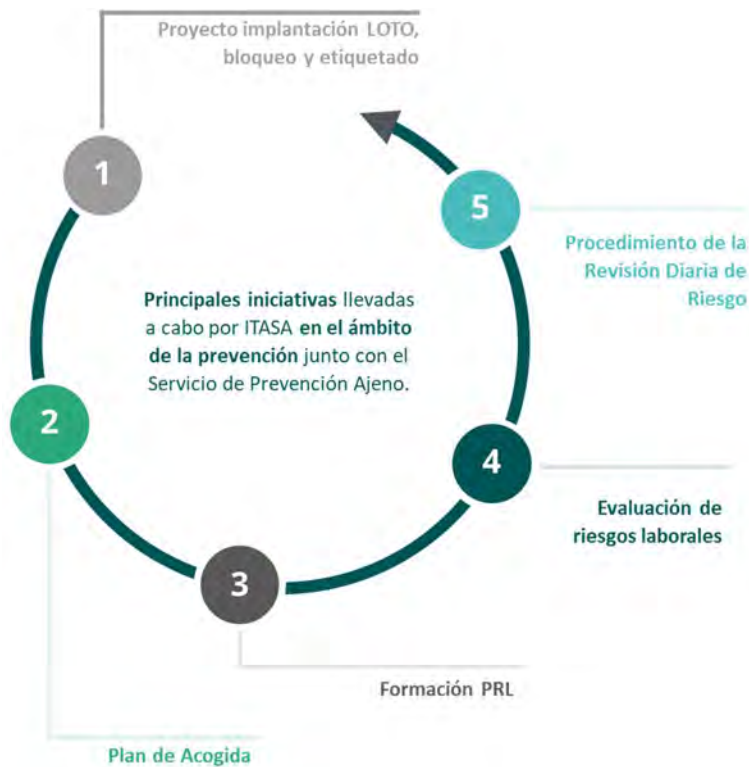 Proyecto implantación LOTO,
bloqueo y etiquetado
1
5
Procedimiento de la
Revisión Diaria de
Riesgo
Principales iniciativas llevadas
a cabo por ITASA en el ámbito
de la prevención junto con el
Servicio de Prevención Ajeno.
2
4
Evaluación de
riesgos laborales
3
Formación PRL
Plan de Acogida